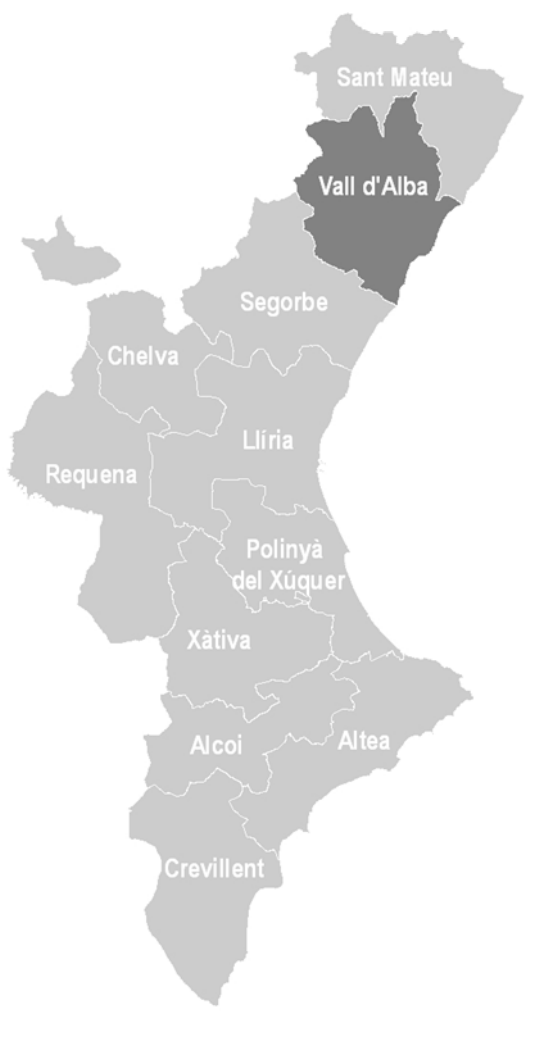 Sant Mateu
Vall d'Alba
Segorbe
Chelva
Llíria
Requena
Polinyà
del Xúquer
Xàtiva
Alcoi
Altea
Crevillent